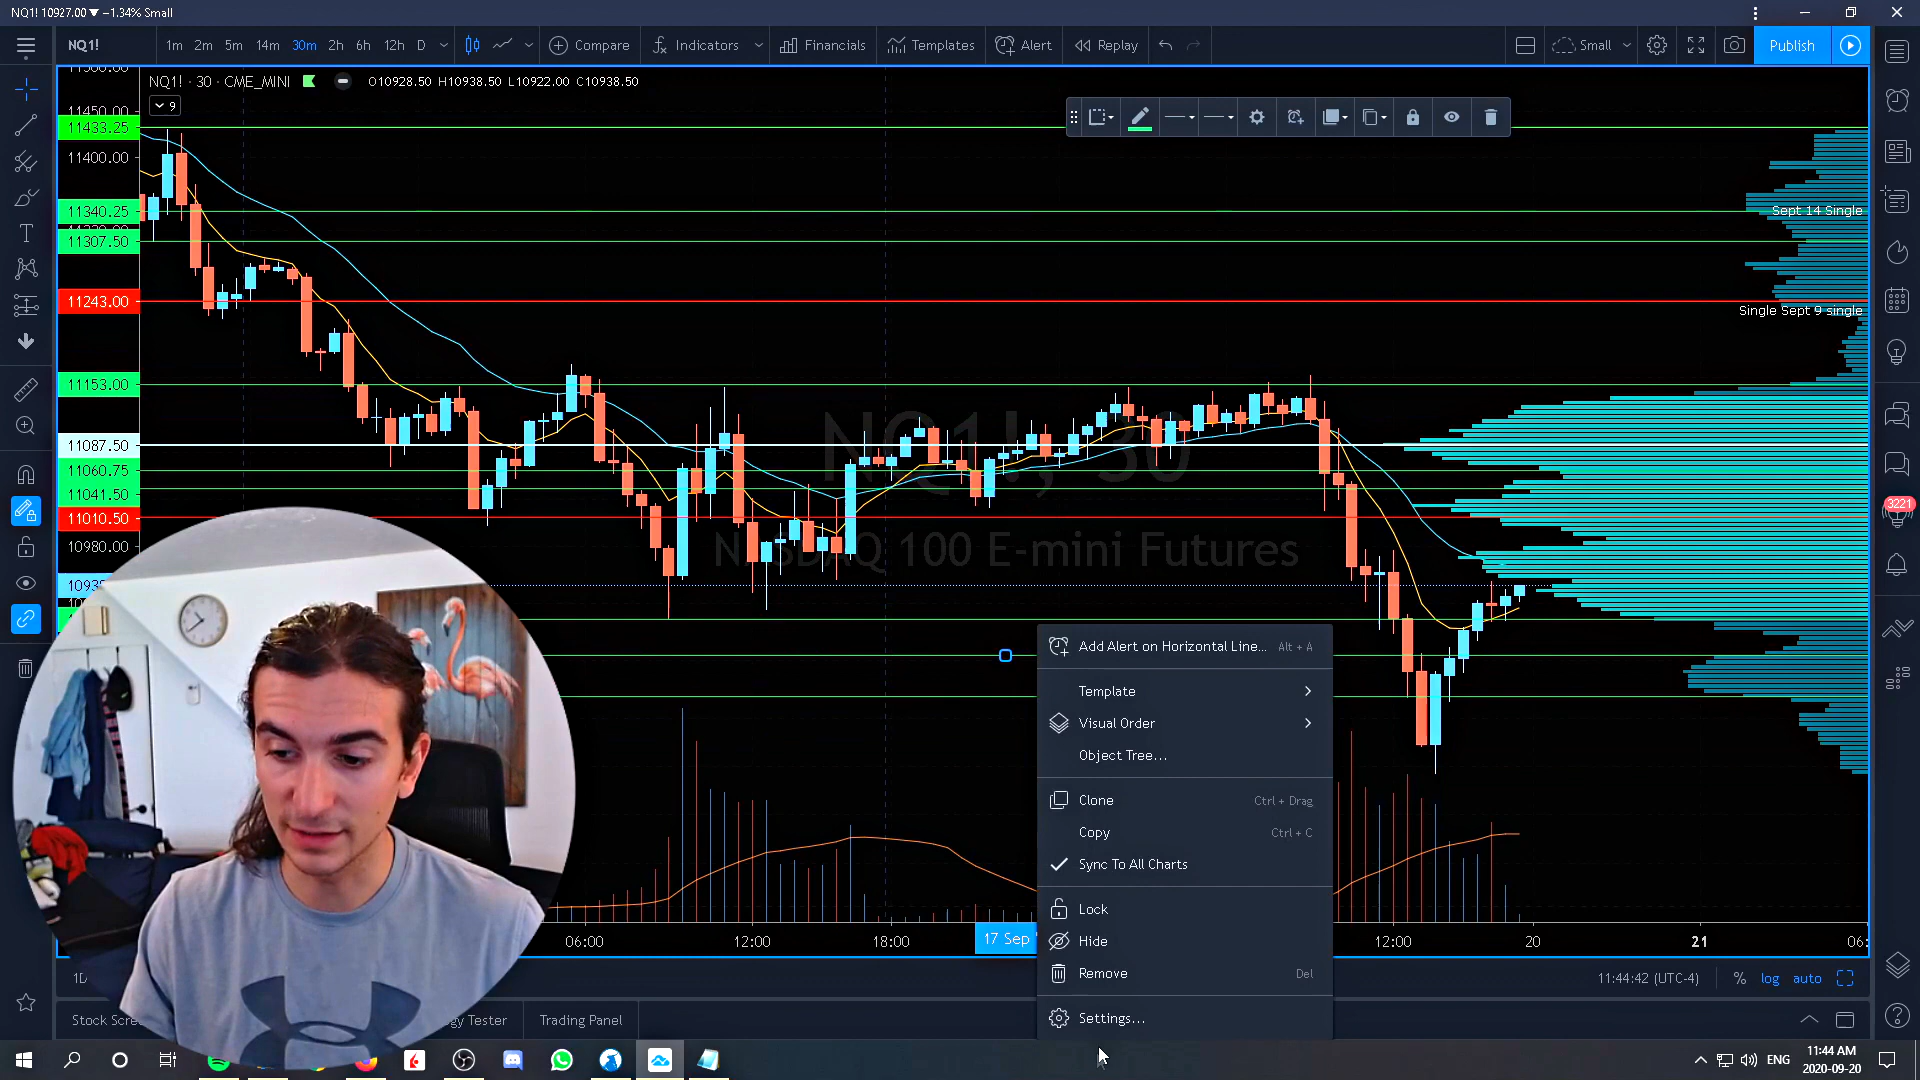 NQ1! 10927.00 ▼ −1.34% Small
NQ1!
1m 2m 5m 14m 30m 2h 6h 12h D
Compare
Indicators
Financials
Templates
Alert
Replay
Small
Publish
NQ1! · 30 · CME_MINI
O10928.50 H10938.50 L10922.00 C10938.50
9
11450.00
11433.25
11400.00
11340.25
Sept 14 Single
11307.50
11243.00
Single Sept 9 single
11153.00
NQ1!, 30
11087.50
11060.75
11041.50
11010.50
10980.00
NASDAQ 100 E-mini Futures
3221
Add Alert on Horizontal Line... Alt + A
Template
Visual Order
Object Tree...
Clone Ctrl + Drag
Copy Ctrl + C
Sync To All Charts
Lock
Hide
Remove Del
Settings...
06:00 12:00 18:00 17 Sep 12:00 20 21
11:44:42 (UTC-4) % log auto
Tester
Trading Panel
ENG
11:44 AM
2020-09-20